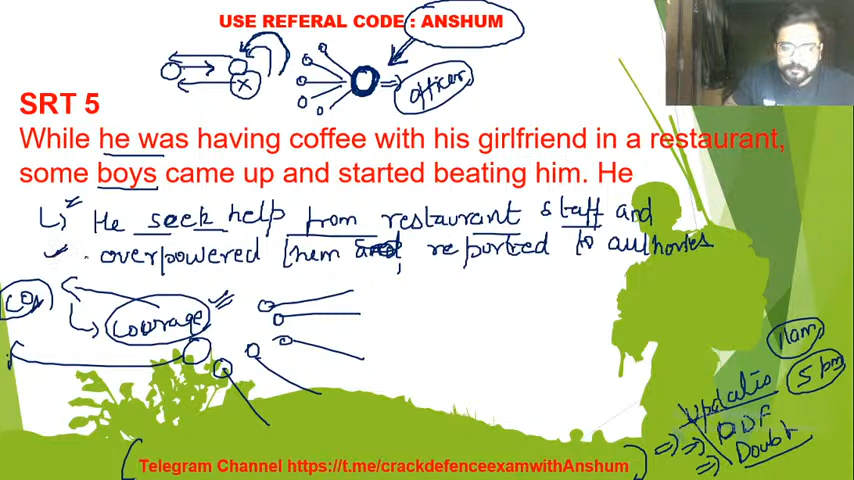 USE REFERAL CODE : ANSHUM
x
officer
SRT 5
While he was having coffee with his girlfriend in a restaurant,
some boys came up and started beating him. He
He seek help from restaurant staff and
overpowered them and, reported to authorities
courage
11am
5 pm
Updates
PDF
Doubt
(Telegram Channel https://t.me/crackdefenceexamwithAnshum)